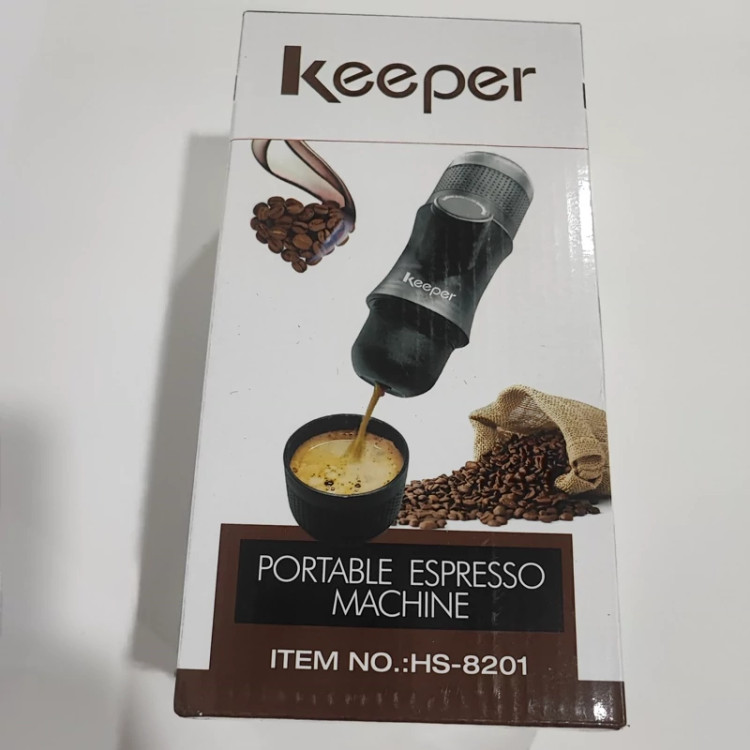 keeper
keeper
PORTABLE ESPRESSO
MACHINE
ITEM NO.:HS-8201